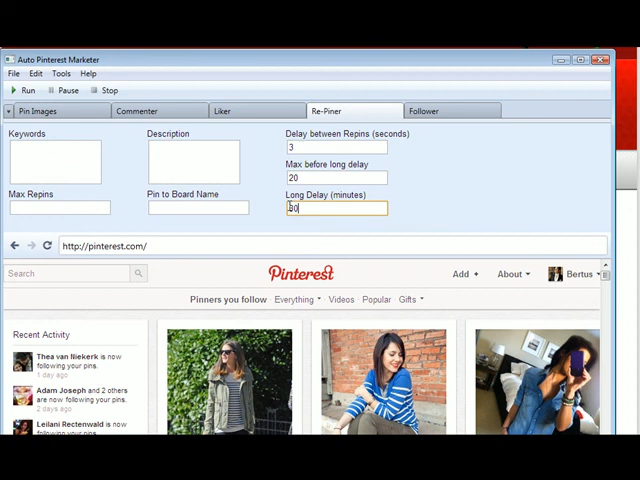 Auto Pinterest Marketer
File Edit Tools Help
Run Pause Stop
Pin Images Commenter Liker Re-Piner Follower
Keywords Description Delay between Repins (seconds)
3
Max before long delay
20
Max Repins Pin to Board Name Long Delay (minutes)
30
http://pinterest.com/
Search Pinterest Add + About Bertus
Pinners you follow · Everything · Videos · Popular · Gifts
Recent Activity
Thea van Niekerk is now
following your pins.
1 day ago
Adam Joseph and 2 others
are now following your pins.
2 days ago
Leilani Rectenwald is now
following your pins.